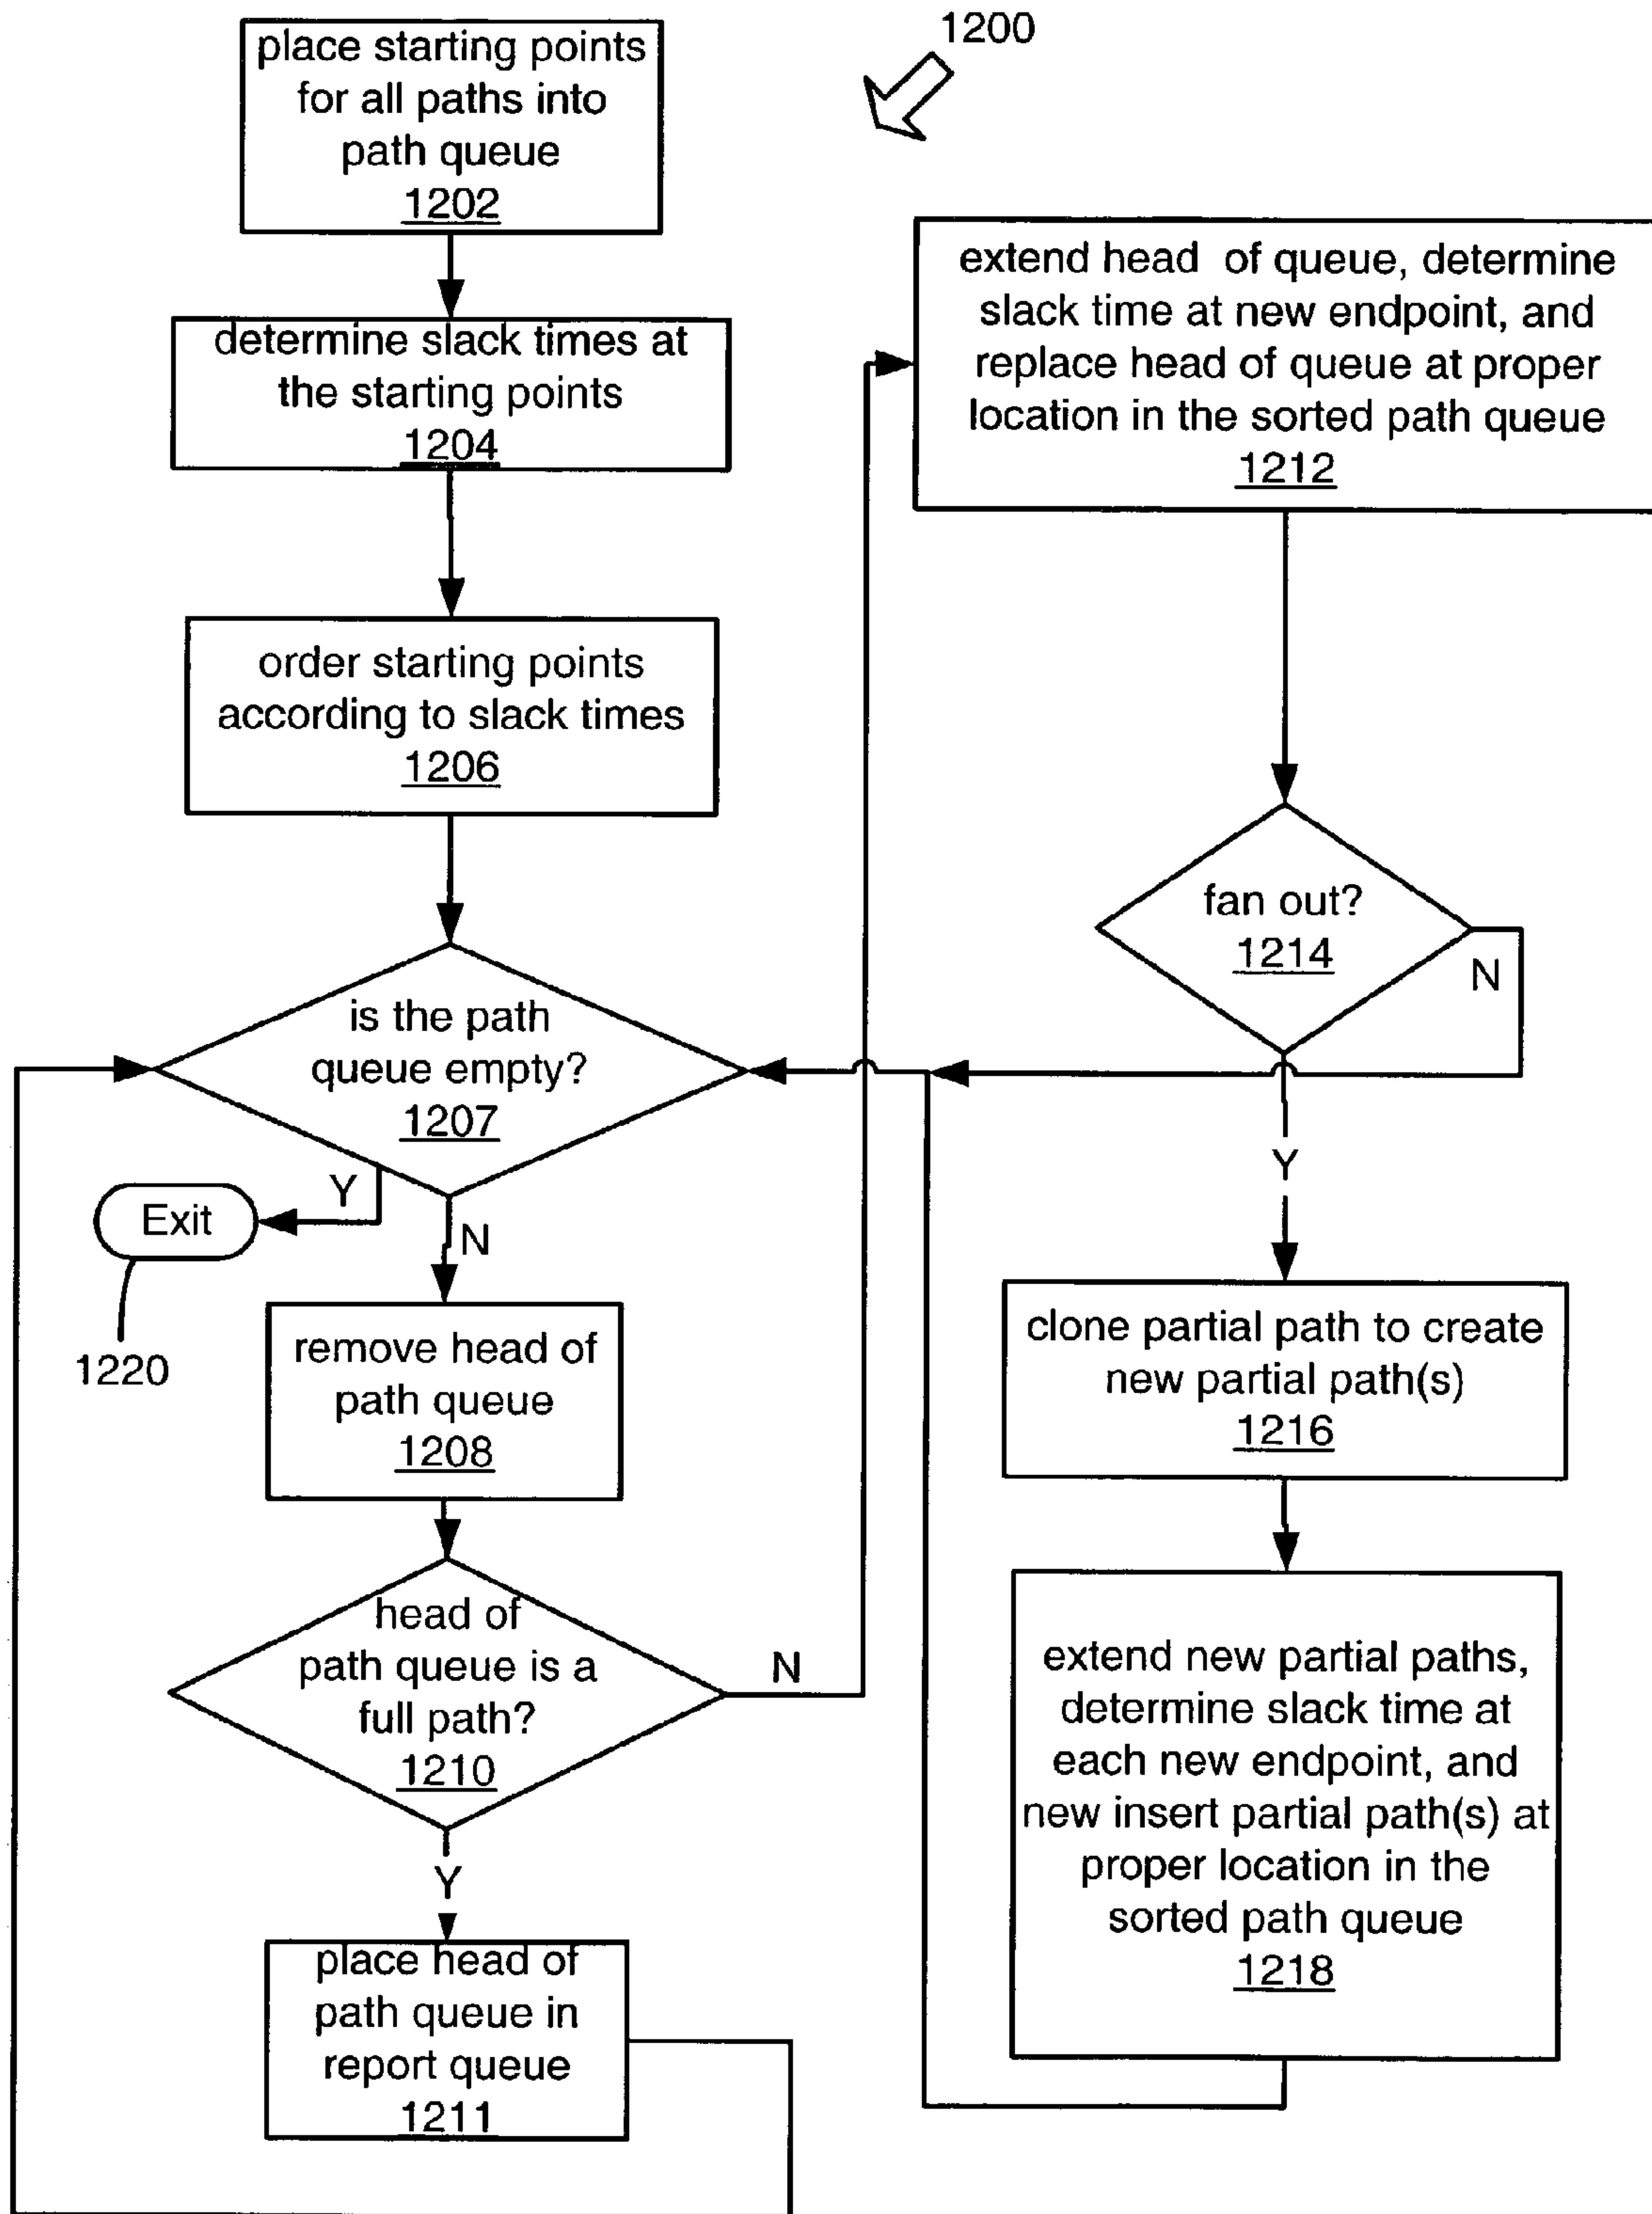 1200
place starting points
for all paths into
path queue
1202
determine slack times at
the starting points
1204
order starting points
according to slack times
1206
is the path
queue empty?
1207
Y
Exit
1220
N
remove head of
path queue
1208
head of
path queue is a
full path?
1210
N
Y
place head of
path queue in
report queue
1211
extend head of queue, determine
slack time at new endpoint, and
replace head of queue at proper
location in the sorted path queue
1212
fan out?
1214
N
Y
clone partial path to create
new partial path(s)
1216
extend new partial paths,
determine slack time at
each new endpoint, and
new insert partial path(s) at
proper location in the
sorted path queue
1218